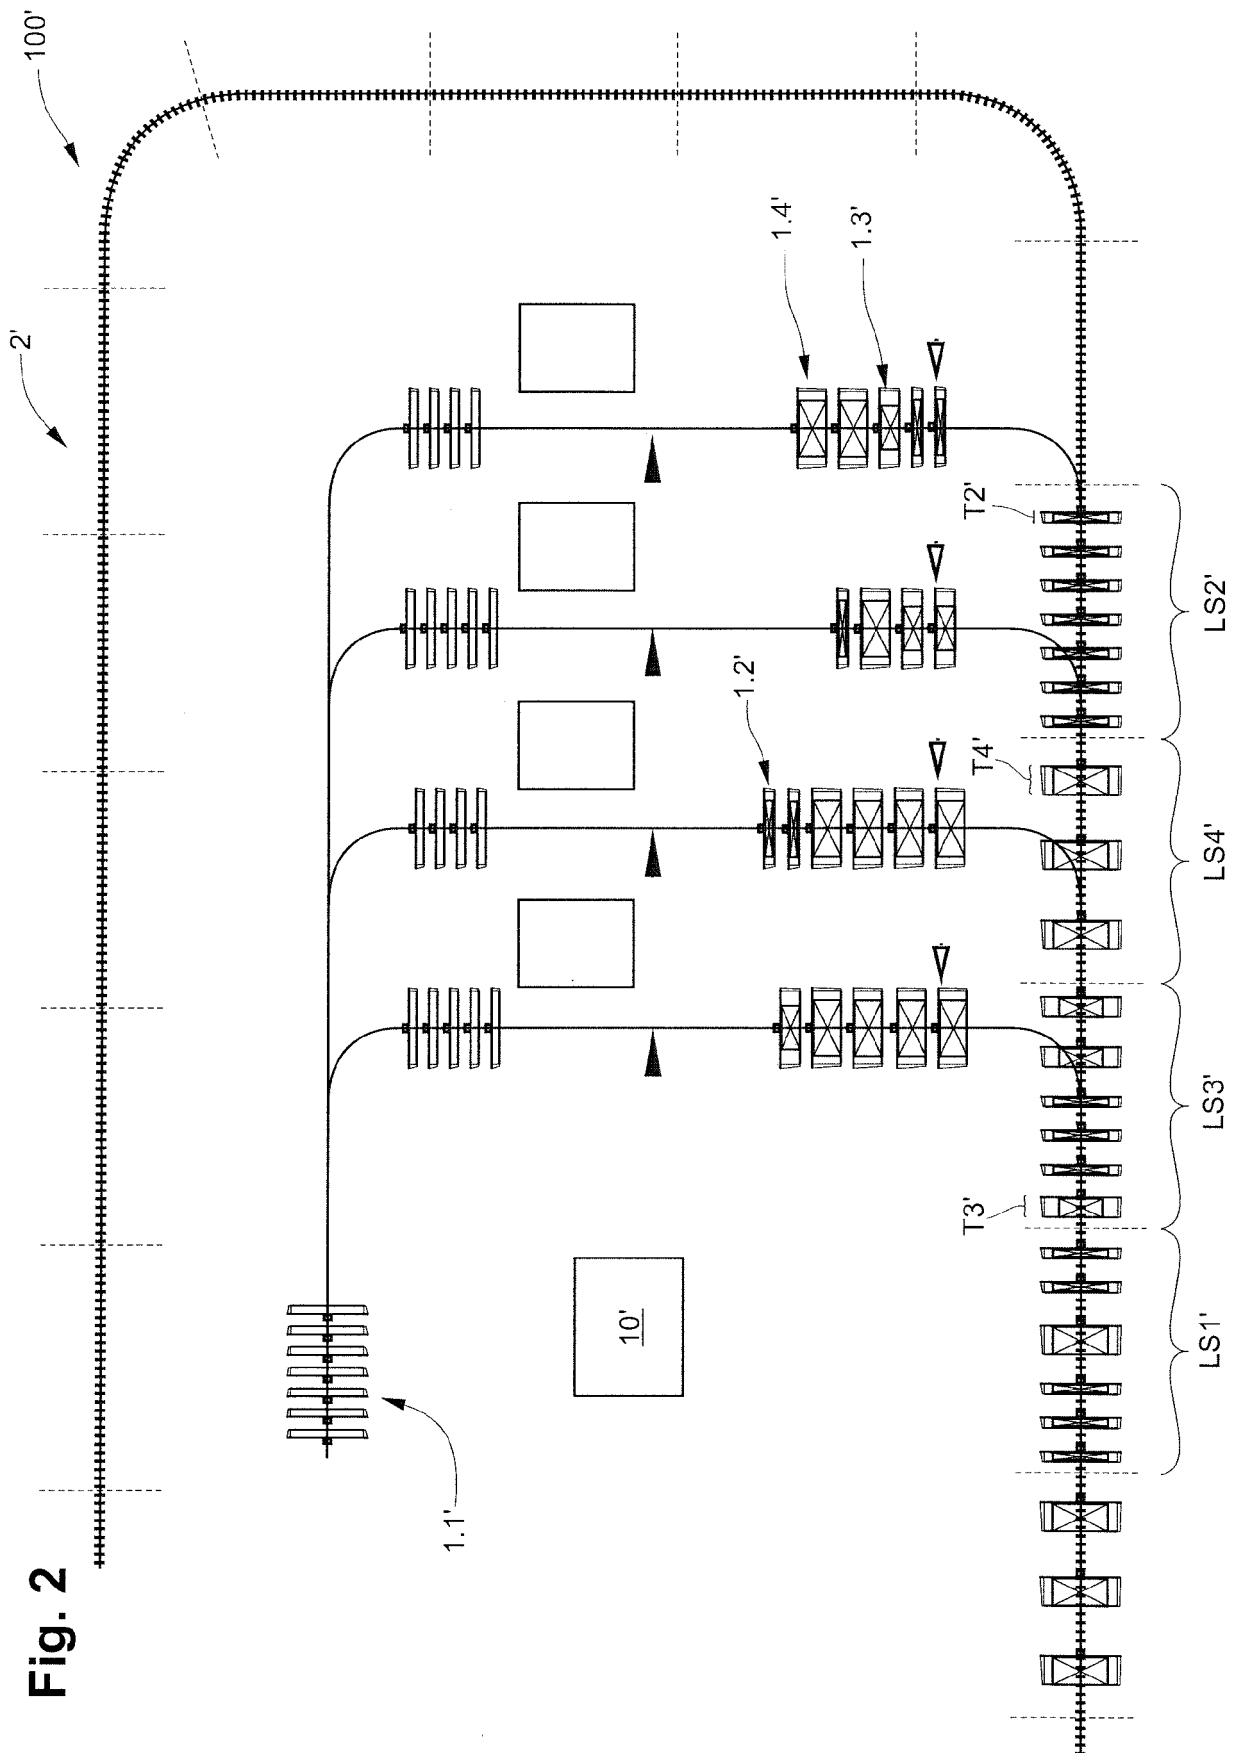 Fig. 2
100'
2'
1.1'
10'
1.2'
1.4'
1.3'
T3'
T4'
T2'
LS1'
LS3'
LS4'
LS2'